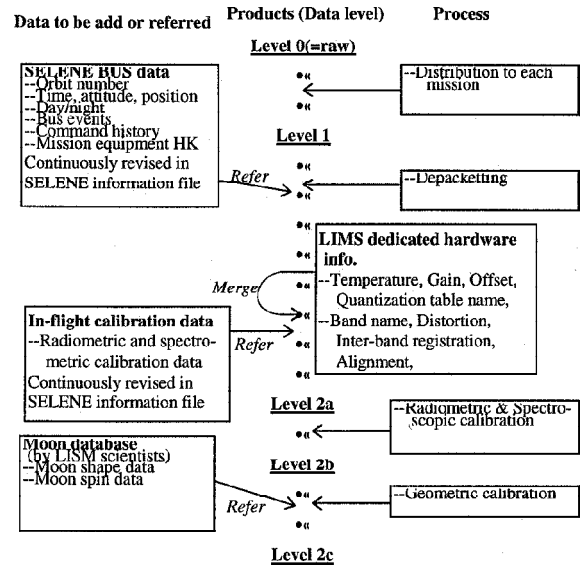 Data to be add or referred
Products (Data level)
Process
Level 0(=raw)
SELENE BUS data
--Orbit number
--Time, attitude, position
--Day/night
--Bus events
--Command history
--Mission equipment HK
Continuously revised in
SELENE information file
--Distribution to each
mission
Level 1
Refer
--Depacketting
LIMS dedicated hardware
info.
--Temperature, Gain, Offset,
Quantization table name,
--Band name, Distortion,
Inter-band registration,
Alignment,
Merge
In-flight calibration data
--Radiometric and spectro-
metric calibration data
Continuously revised in
SELENE information file
Refer
Level 2a
--Radiometric & Spectro-
scopic calibration
Moon database
(by LISM scientists)
--Moon shape data
--Moon spin data
Level 2b
Refer
--Geometric calibration
Level 2c